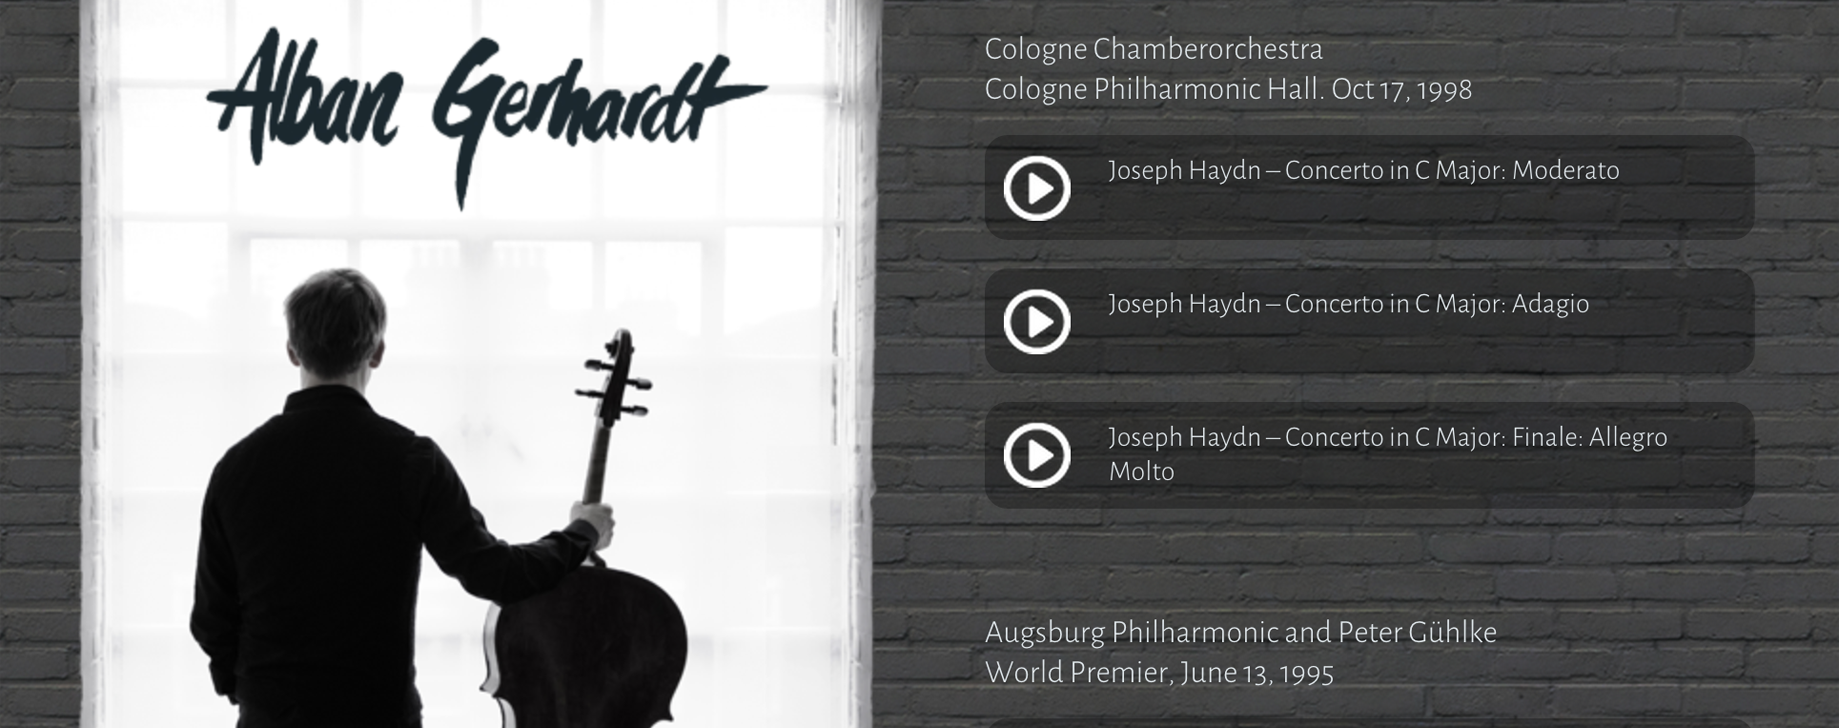 Alban Gerhardt
Cologne Chamberorchestra
Cologne Philharmonic Hall. Oct 17, 1998
Joseph Haydn – Concerto in C Major: Moderato
Joseph Haydn – Concerto in C Major: Adagio
Joseph Haydn – Concerto in C Major: Finale: Allegro
Molto
Augsburg Philharmonic and Peter Gühlke
World Premier, June 13, 1995